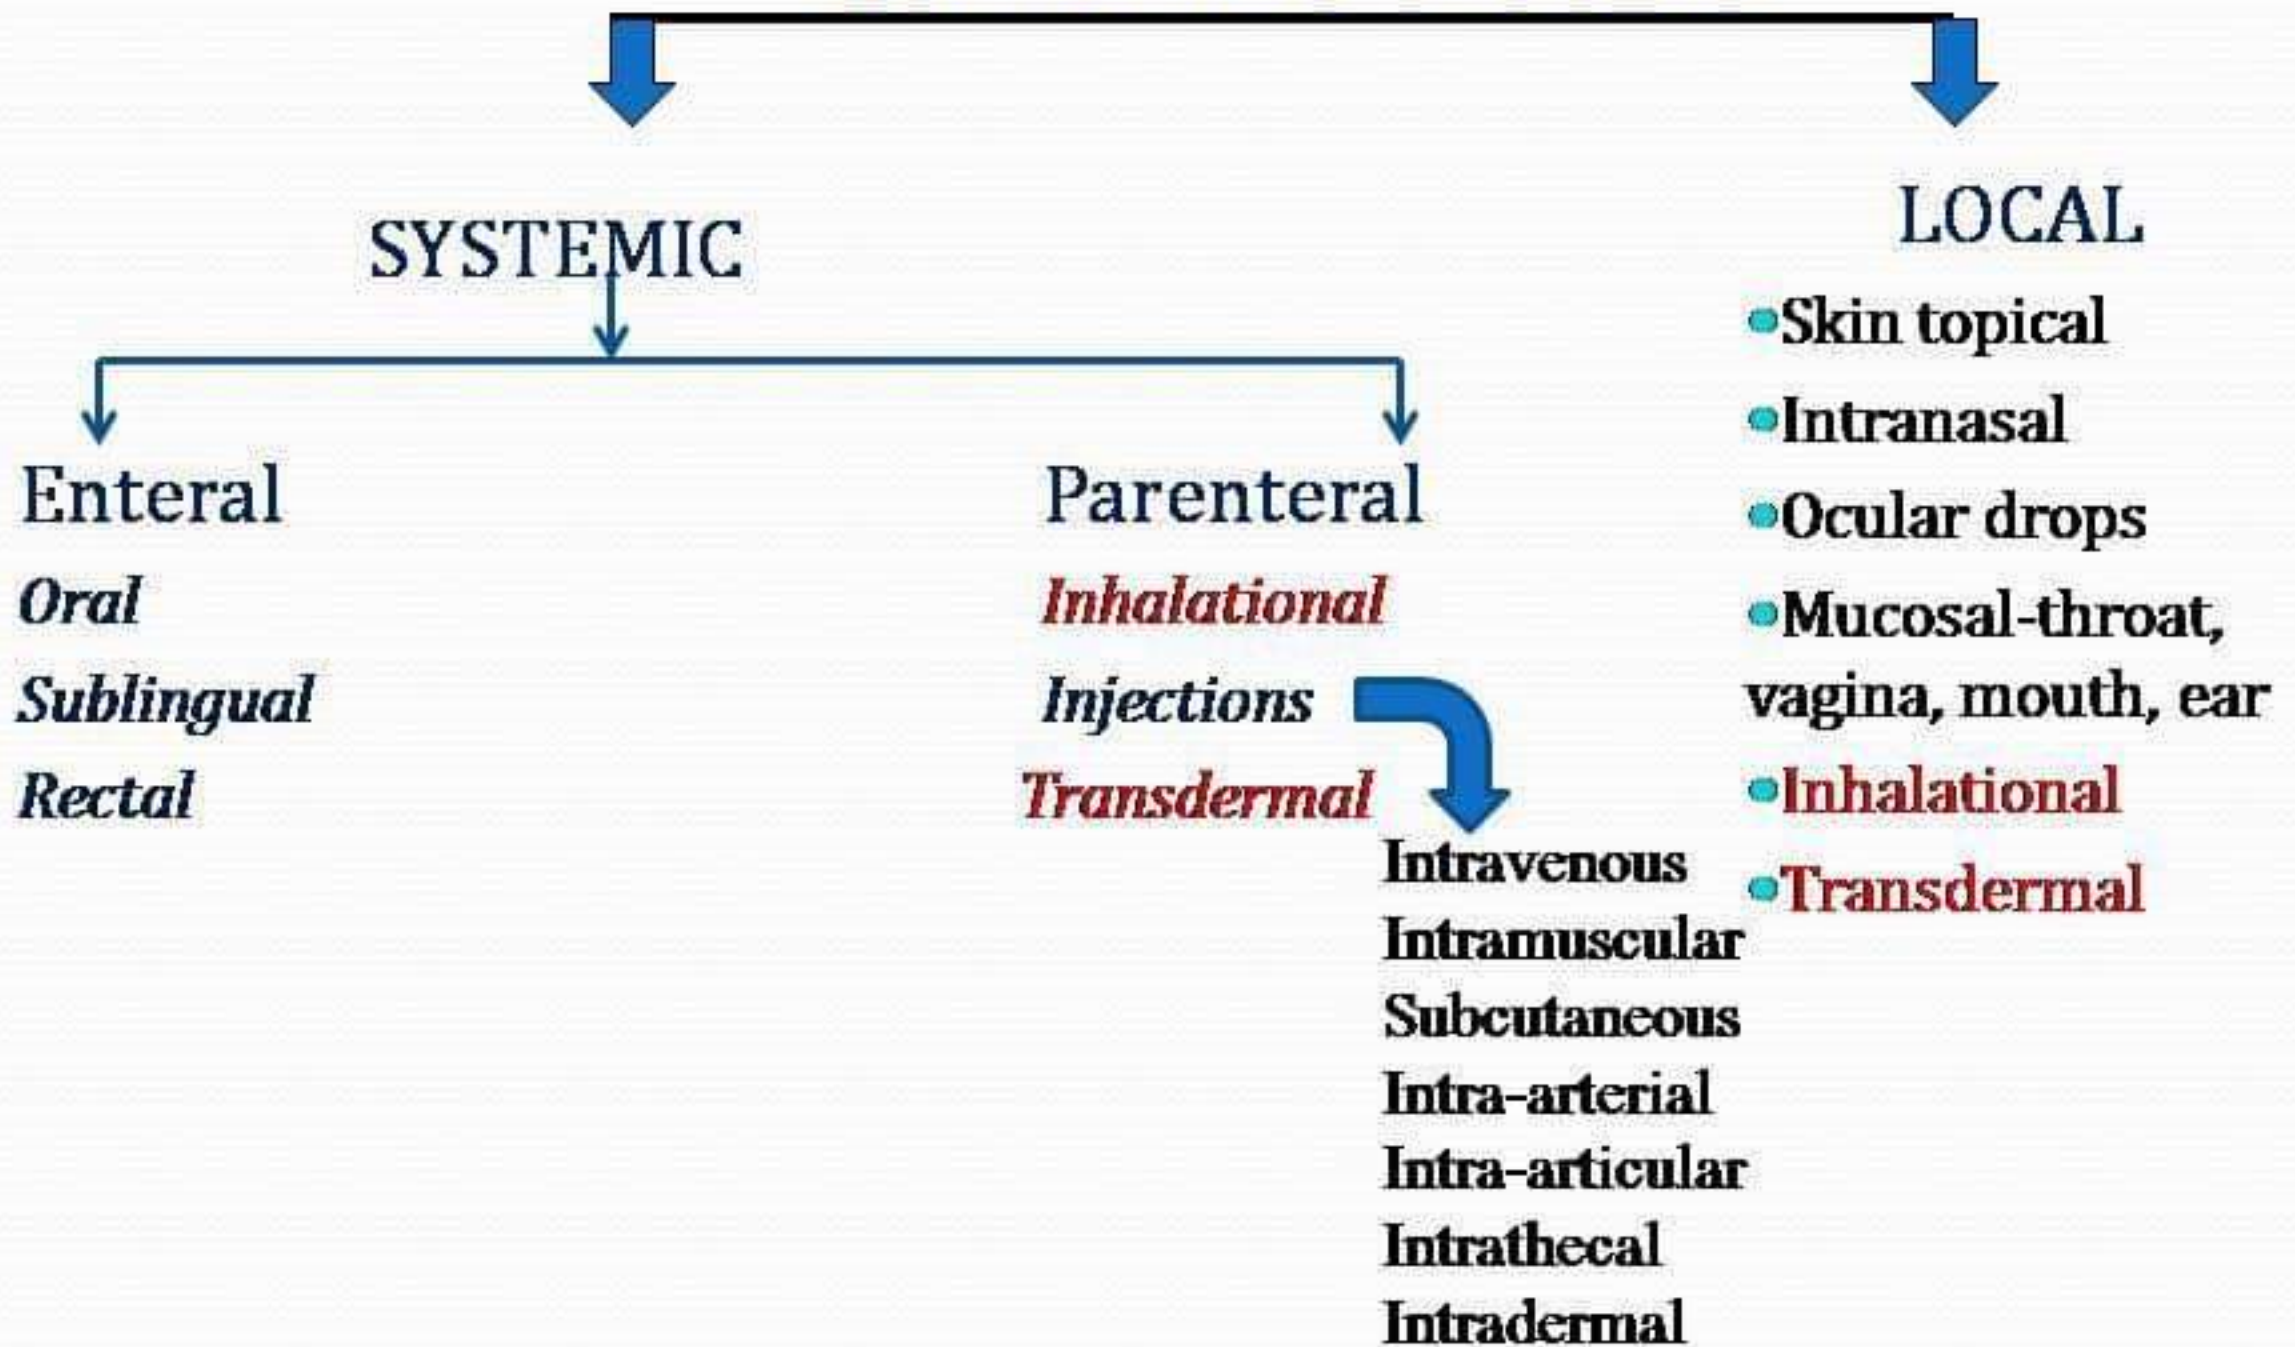 SYSTEMIC
Enteral
Oral
Sublingual
Rectal
Parenteral
Inhalational
Injections
Transdermal
Intravenous
Intramuscular
Subcutaneous
Intra-arterial
Intra-articular
Intrathecal
Intradermal
LOCAL
Skin topical
Intranasal
Ocular drops
Mucosal-throat,
vagina, mouth, ear
Inhalational
Transdermal